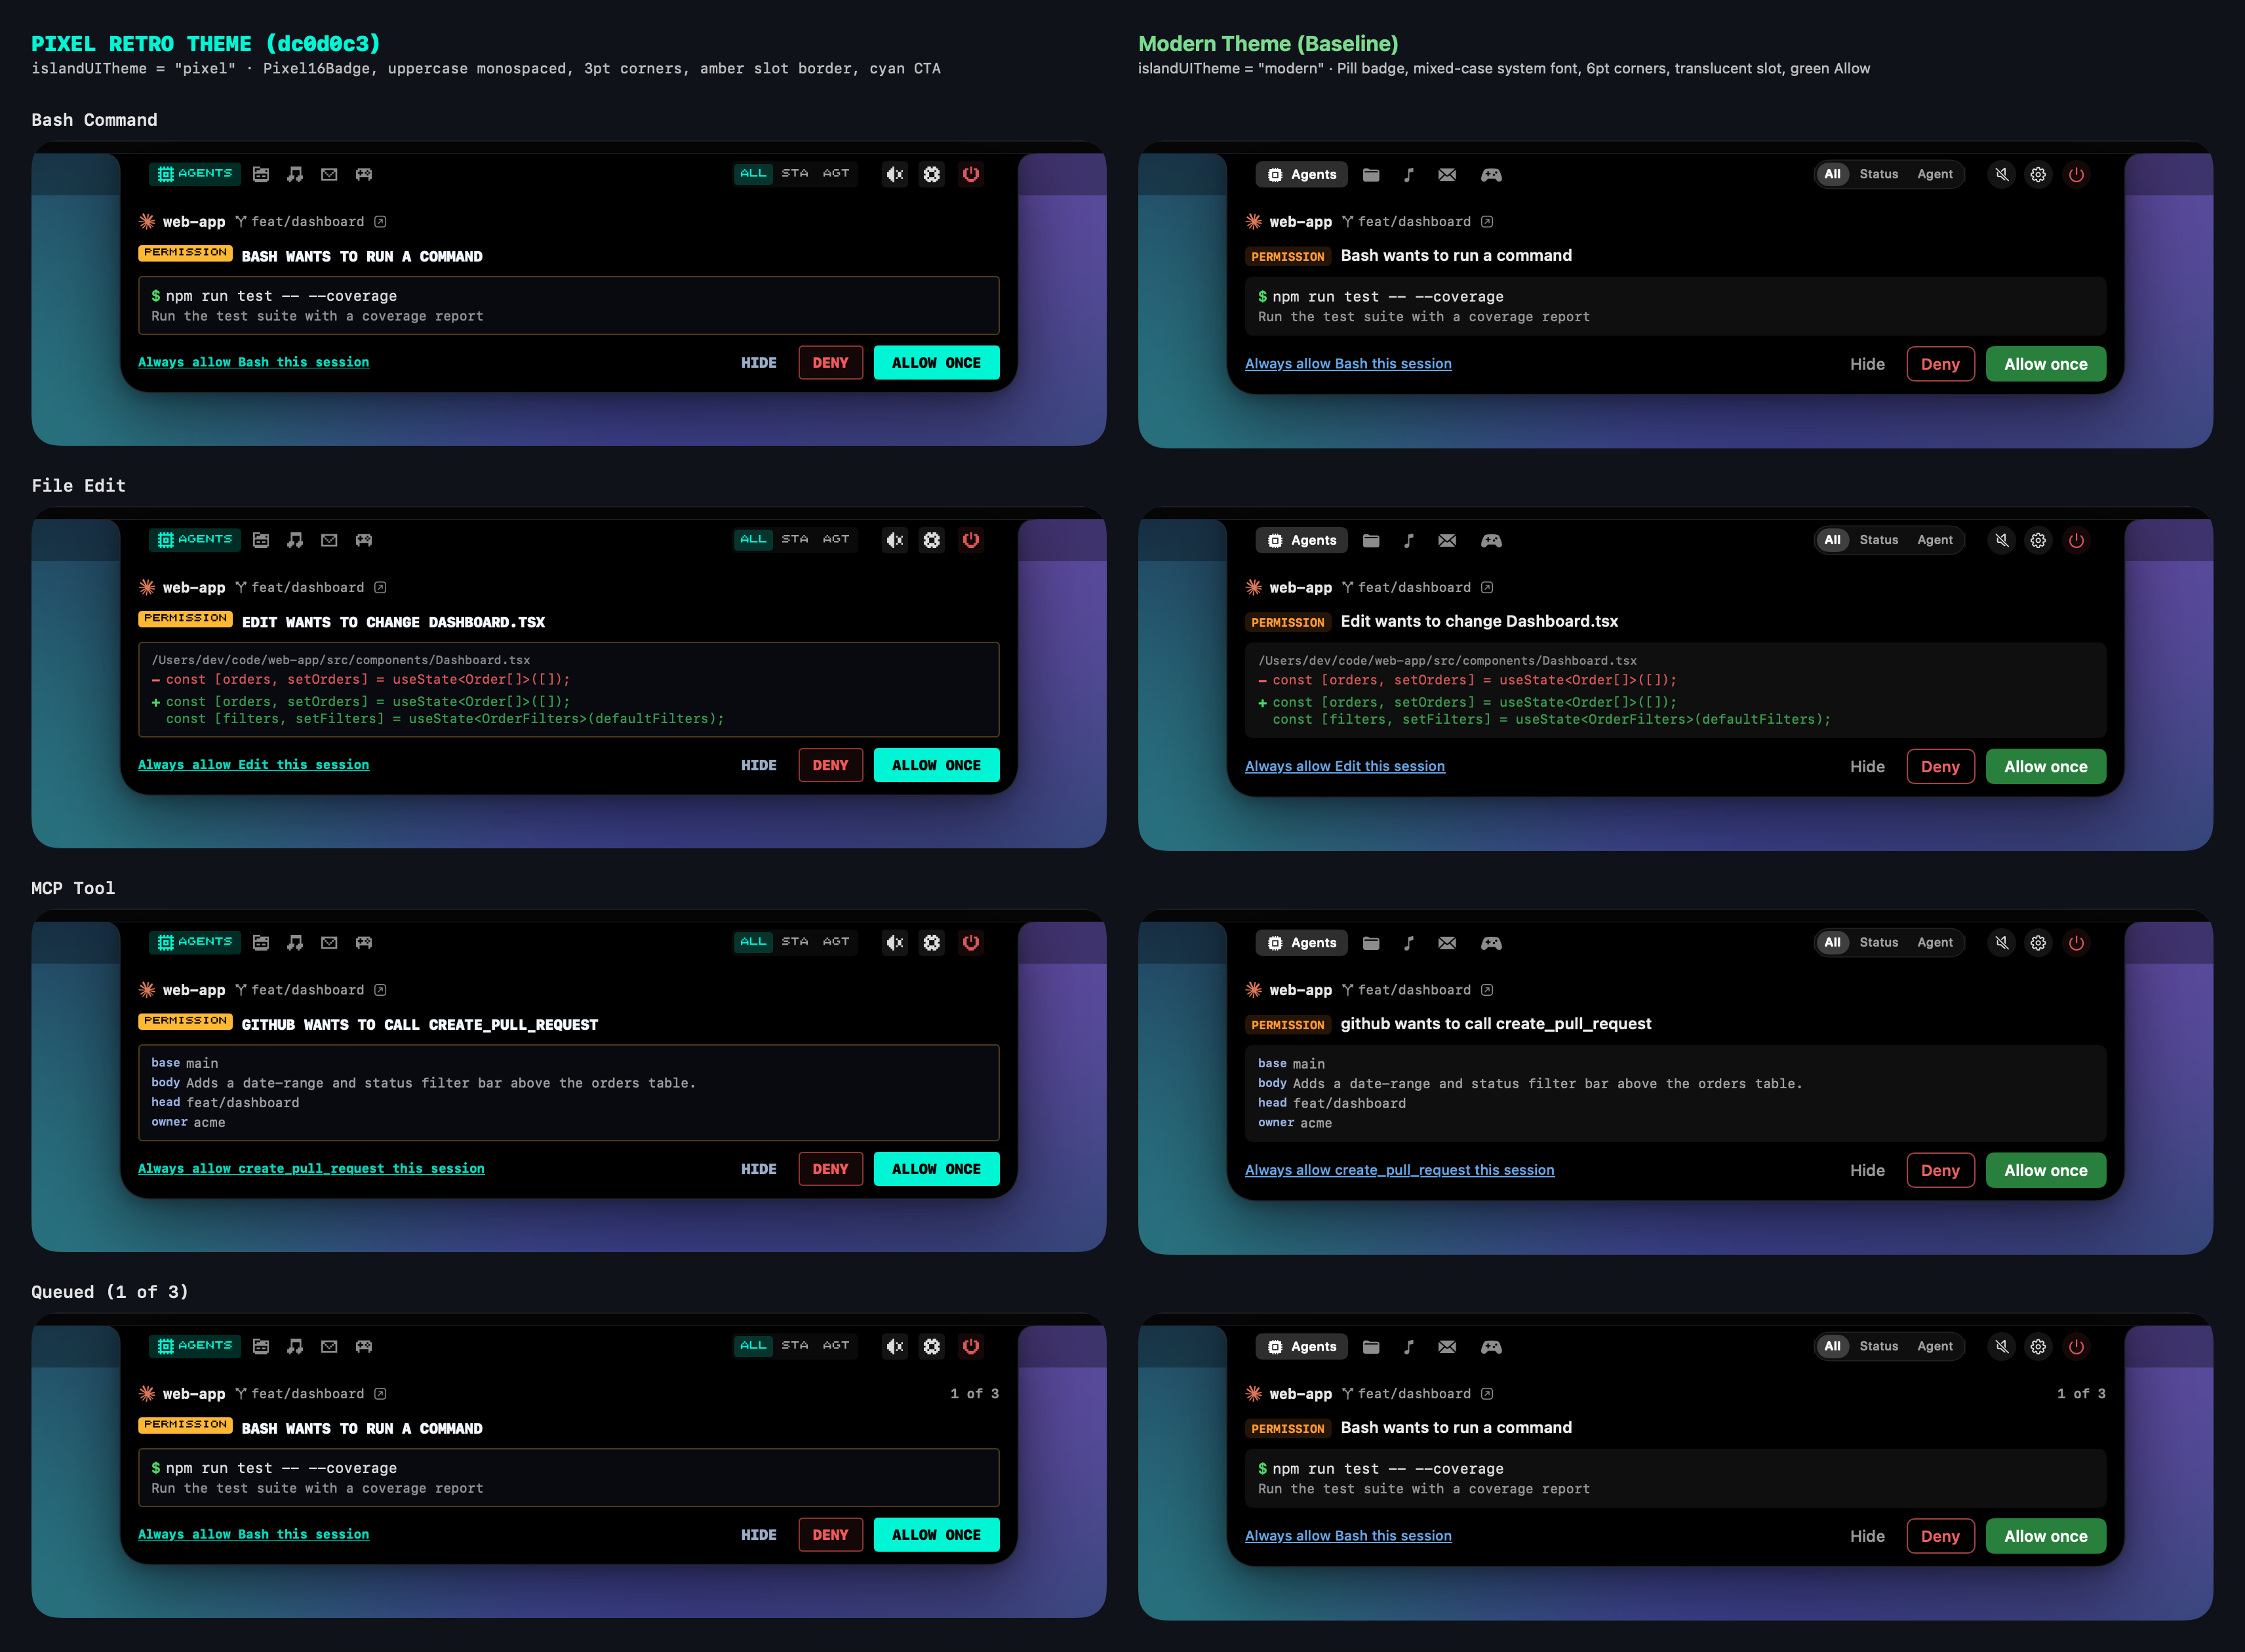 PIXEL RETRO THEME (dc0d0c3)
islandUITheme = "pixel" · Pixel16Badge, uppercase monospaced, 3pt corners, amber slot border, cyan CTA
Modern Theme (Baseline)
islandUITheme = "modern" · Pill badge, mixed-case system font, 6pt corners, translucent slot, green Allow
Bash Command
AGENTS ALL STA AGT
web-app feat/dashboard
PERMISSION BASH WANTS TO RUN A COMMAND
$ npm run test -- --coverage
Run the test suite with a coverage report
Always allow Bash this session HIDE DENY ALLOW ONCE
Agents All Status Agent
web-app feat/dashboard
PERMISSION Bash wants to run a command
$ npm run test -- --coverage
Run the test suite with a coverage report
Always allow Bash this session Hide Deny Allow once
File Edit
AGENTS ALL STA AGT
web-app feat/dashboard
PERMISSION EDIT WANTS TO CHANGE DASHBOARD.TSX
/Users/dev/code/web-app/src/components/Dashboard.tsx
- const [orders, setOrders] = useState<Order[]>([]);
+ const [orders, setOrders] = useState<Order[]>([]);
const [filters, setFilters] = useState<OrderFilters>(defaultFilters);
Always allow Edit this session HIDE DENY ALLOW ONCE
Agents All Status Agent
web-app feat/dashboard
PERMISSION Edit wants to change Dashboard.tsx
/Users/dev/code/web-app/src/components/Dashboard.tsx
- const [orders, setOrders] = useState<Order[]>([]);
+ const [orders, setOrders] = useState<Order[]>([]);
const [filters, setFilters] = useState<OrderFilters>(defaultFilters);
Always allow Edit this session Hide Deny Allow once
MCP Tool
AGENTS ALL STA AGT
web-app feat/dashboard
PERMISSION GITHUB WANTS TO CALL CREATE_PULL_REQUEST
base main
body Adds a date-range and status filter bar above the orders table.
head feat/dashboard
owner acme
Always allow create_pull_request this session HIDE DENY ALLOW ONCE
Agents All Status Agent
web-app feat/dashboard
PERMISSION github wants to call create_pull_request
base main
body Adds a date-range and status filter bar above the orders table.
head feat/dashboard
owner acme
Always allow create_pull_request this session Hide Deny Allow once
Queued (1 of 3)
AGENTS ALL STA AGT
web-app feat/dashboard 1 of 3
PERMISSION BASH WANTS TO RUN A COMMAND
$ npm run test -- --coverage
Run the test suite with a coverage report
Always allow Bash this session HIDE DENY ALLOW ONCE
Agents All Status Agent
web-app feat/dashboard 1 of 3
PERMISSION Bash wants to run a command
$ npm run test -- --coverage
Run the test suite with a coverage report
Always allow Bash this session Hide Deny Allow once